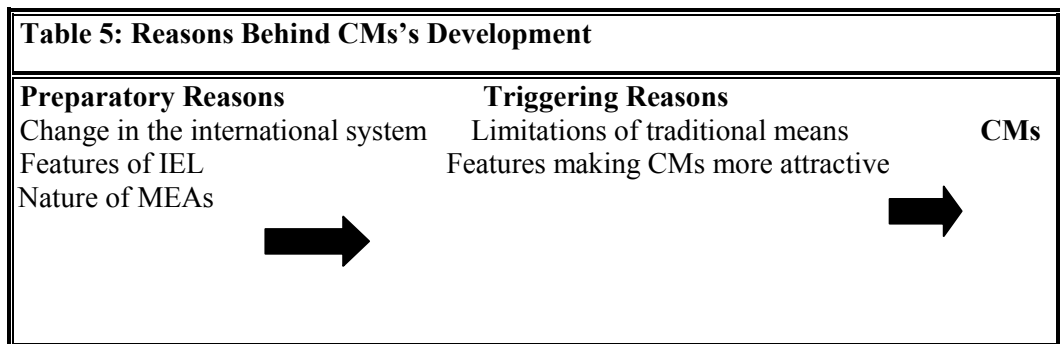 Table 5: Reasons Behind CMs's Development
Preparatory Reasons Triggering Reasons
Change in the international system Limitations of traditional means CMs
Features of IEL Features making CMs more attractive
Nature of MEAs